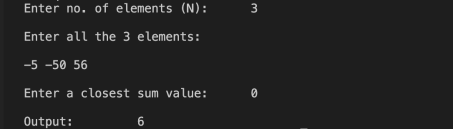 Enter no. of elements (N): 3
Enter all the 3 elements:
-5 -50 56
Enter a closest sum value: 0
Output: 6